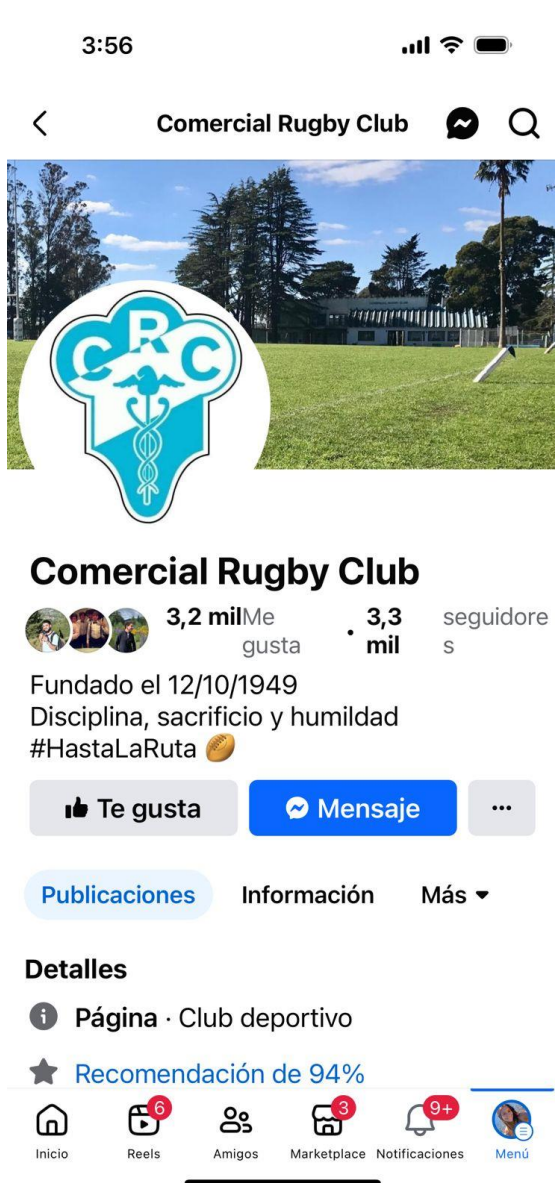 3:56
Comercial Rugby Club
CRC
Comercial Rugby Club
3,2 mil Me gusta · 3,3 mil seguidores
Fundado el 12/10/1949
Disciplina, sacrificio y humildad
#HastaLaRuta 🏉
Te gusta
Mensaje
Publicaciones
Información
Más
Detalles
Página · Club deportivo
Recomendación de 94%
6
3
9+
Inicio
Reels
Amigos
Marketplace
Notificaciones
Menú